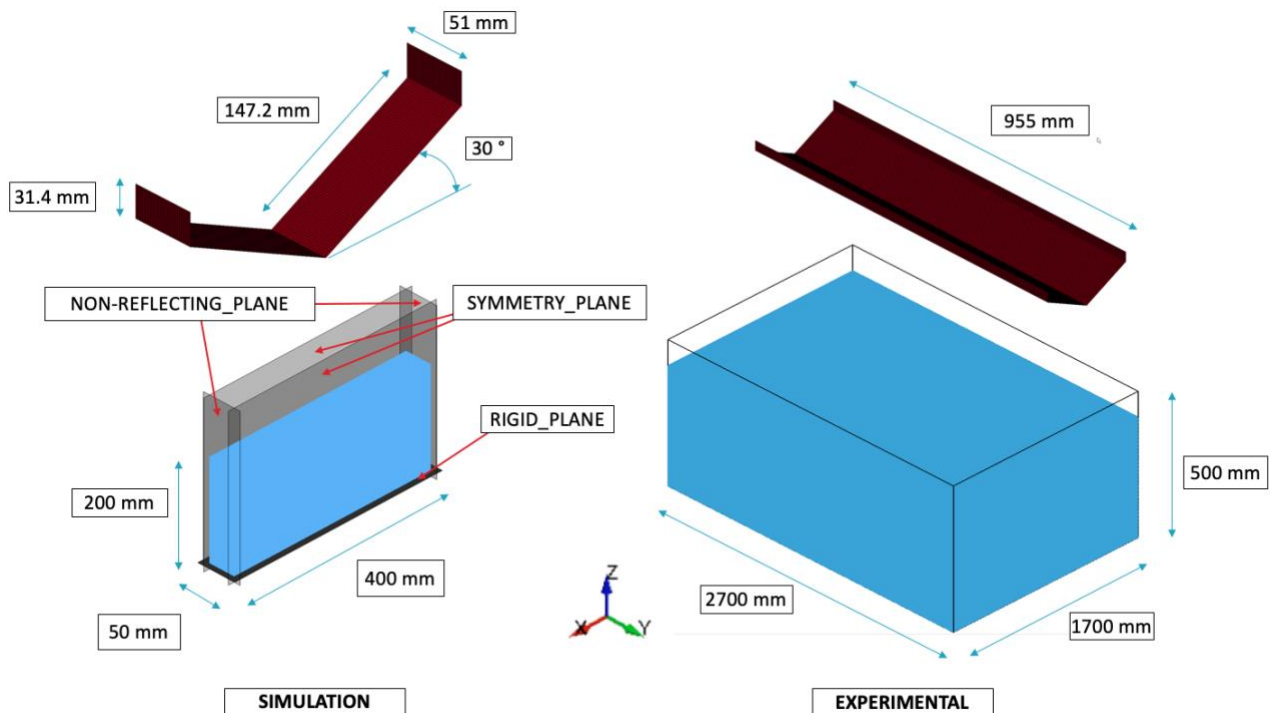 51 mm
147.2 mm
955 mm
30 °
31.4 mm
NON-REFLECTING_PLANE
SYMMETRY_PLANE
RIGID_PLANE
500 mm
200 mm
400 mm
2700 mm
50 mm
1700 mm
Z
X
Y
SIMULATION
EXPERIMENTAL